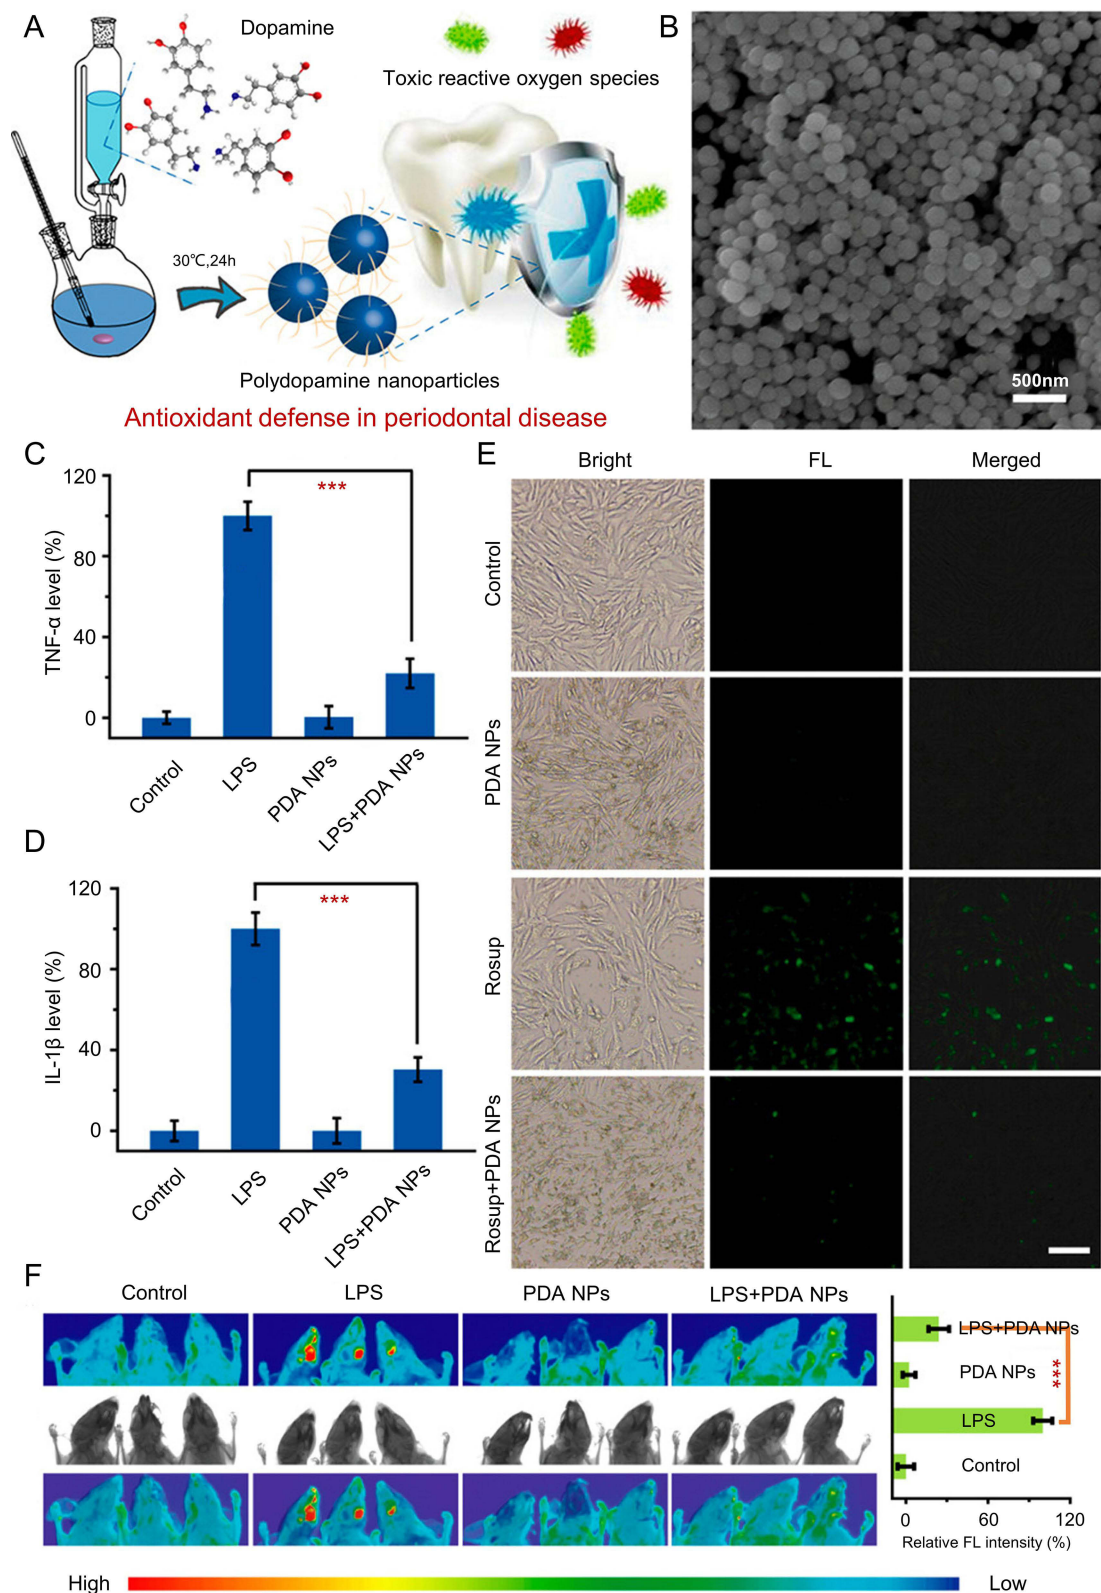 A
Dopamine
Toxic reactive oxygen species
30℃,24h
Polydopamine nanoparticles
Antioxidant defense in periodontal disease
B
500nm
C
TNF-α level (%)
120
80
40
0
***
Control
LPS
PDA NPs
LPS+PDA NPs
D
IL-1β level (%)
120
80
40
0
***
Control
LPS
PDA NPs
LPS+PDA NPs
E
Bright FL Merged
Control
PDA NPs
Rosup
Rosup+PDA NPs
F
Control LPS PDA NPs LPS+PDA NPs
LPS+PDA NPs
PDA NPs
LPS
Control
***
0 60 120
Relative FL intensity (%)
High Low